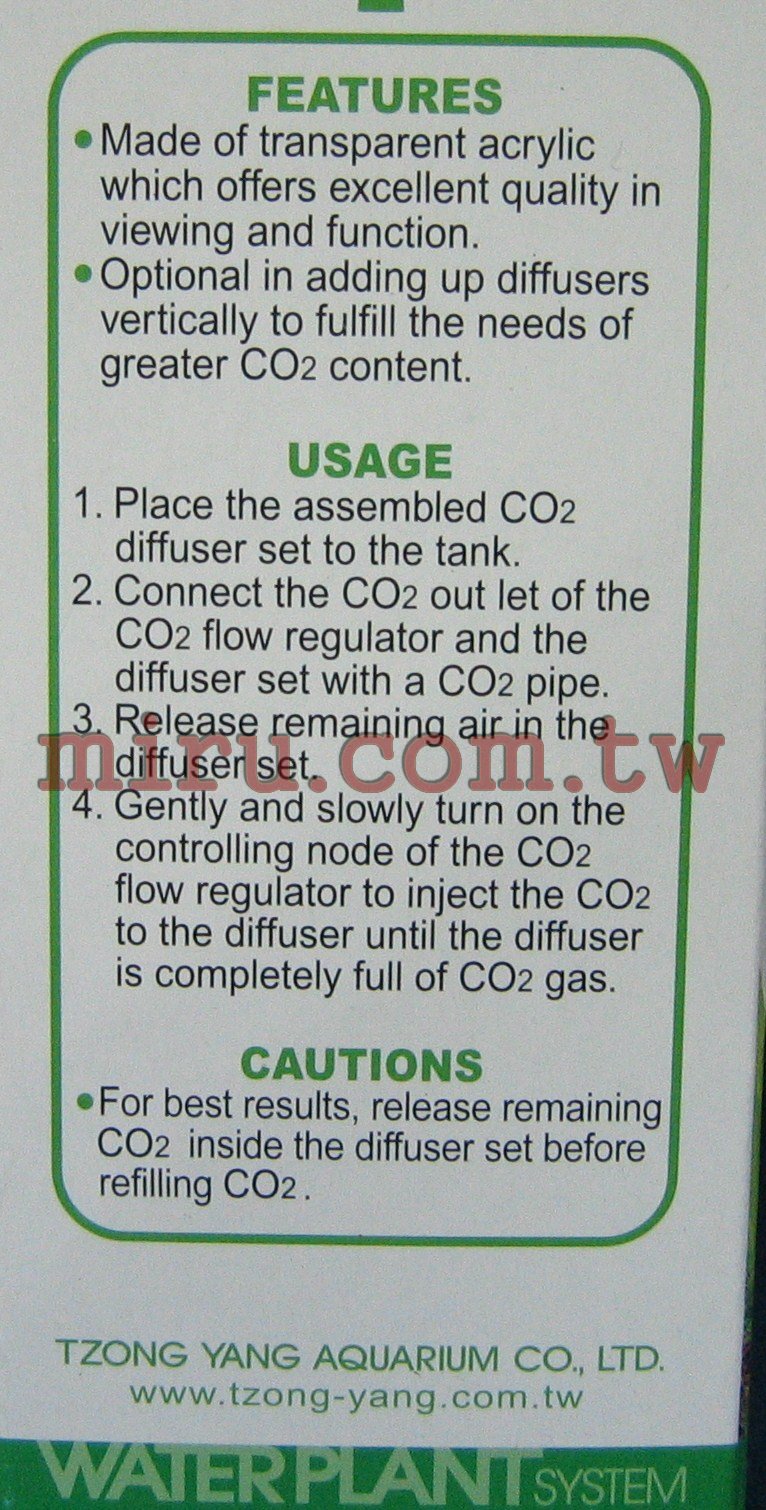 FEATURES
•Made of transparent acrylic
which offers excellent quality in
viewing and function.
•Optional in adding up diffusers
vertically to fulfill the needs of
greater CO2 content.
USAGE
1. Place the assembled CO2
diffuser set to the tank.
2. Connect the CO2 out let of the
CO2 flow regulator and the
diffuser set with a CO2 pipe.
3. Release remaining air in the
miru.com.tw
diffuser set.
4. Gently and slowly turn on the
controlling node of the CO2
flow regulator to inject the CO2
to the diffuser until the diffuser
is completely full of CO2 gas.
CAUTIONS
•For best results, release remaining
CO2 inside the diffuser set before
refilling CO2.
TZONG YANG AQUARIUM CO., LTD.
www.tzong-yang.com.tw
WATER PLANT SYSTEM